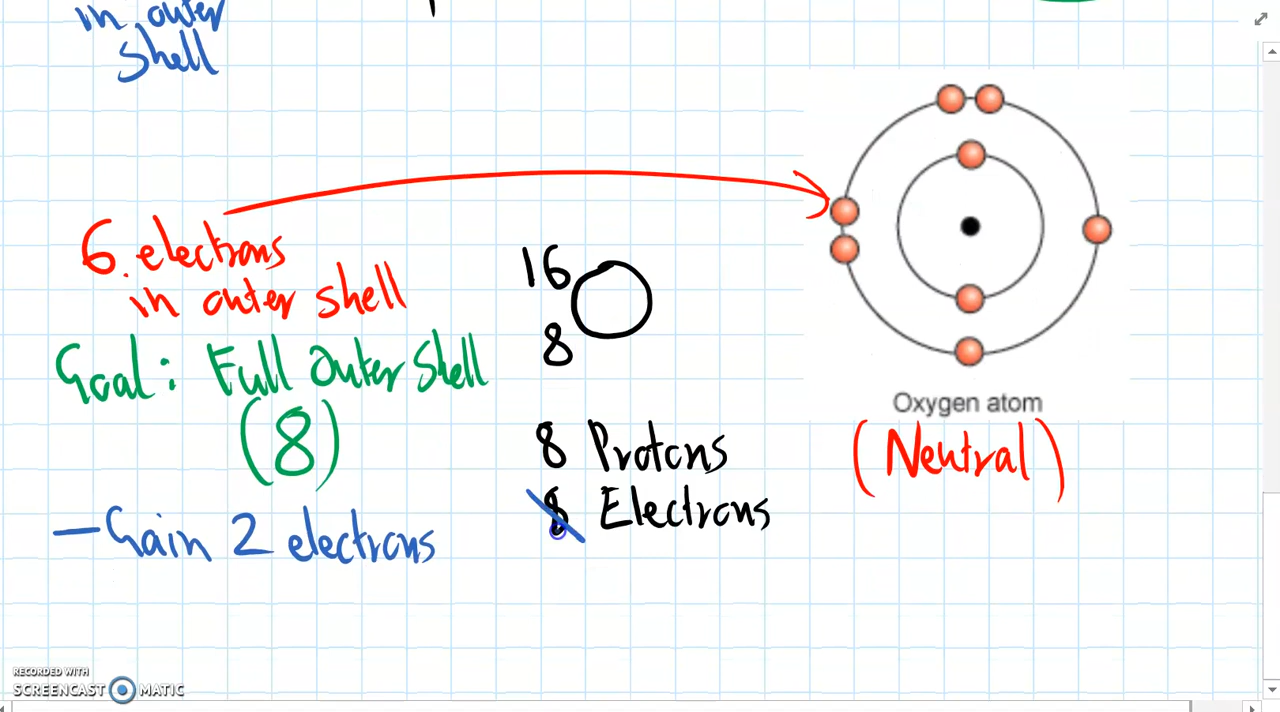 in outer
shell
6 electrons
in outer shell
Goal: Full Outer Shell
(8)
- Gain 2 electrons
16
O
8
8 Protons
8 Electrons
Oxygen atom
(Neutral)
RECORDED WITH
SCREENCAST MATIC